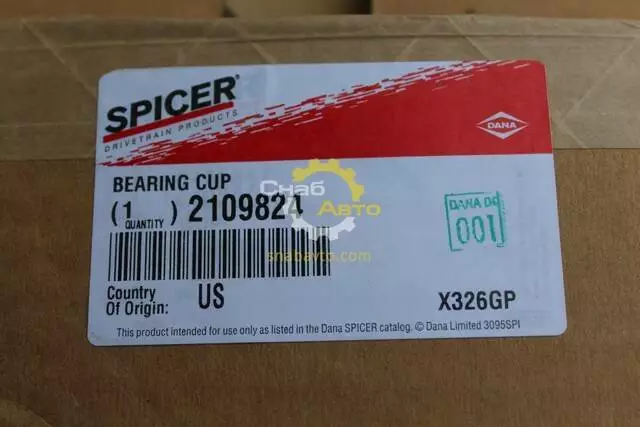 SPICER®
DRIVETRAIN PRODUCTS
DANA
BEARING CUP
(1 ) 2109824
QUANTITY
Снаб
Авто
snabavto.com
DANA DC
001
Country
Of Origin:
US
X326GP
This product intended for use only as listed in the Dana SPICER catalog. © Dana Limited 3095SPI